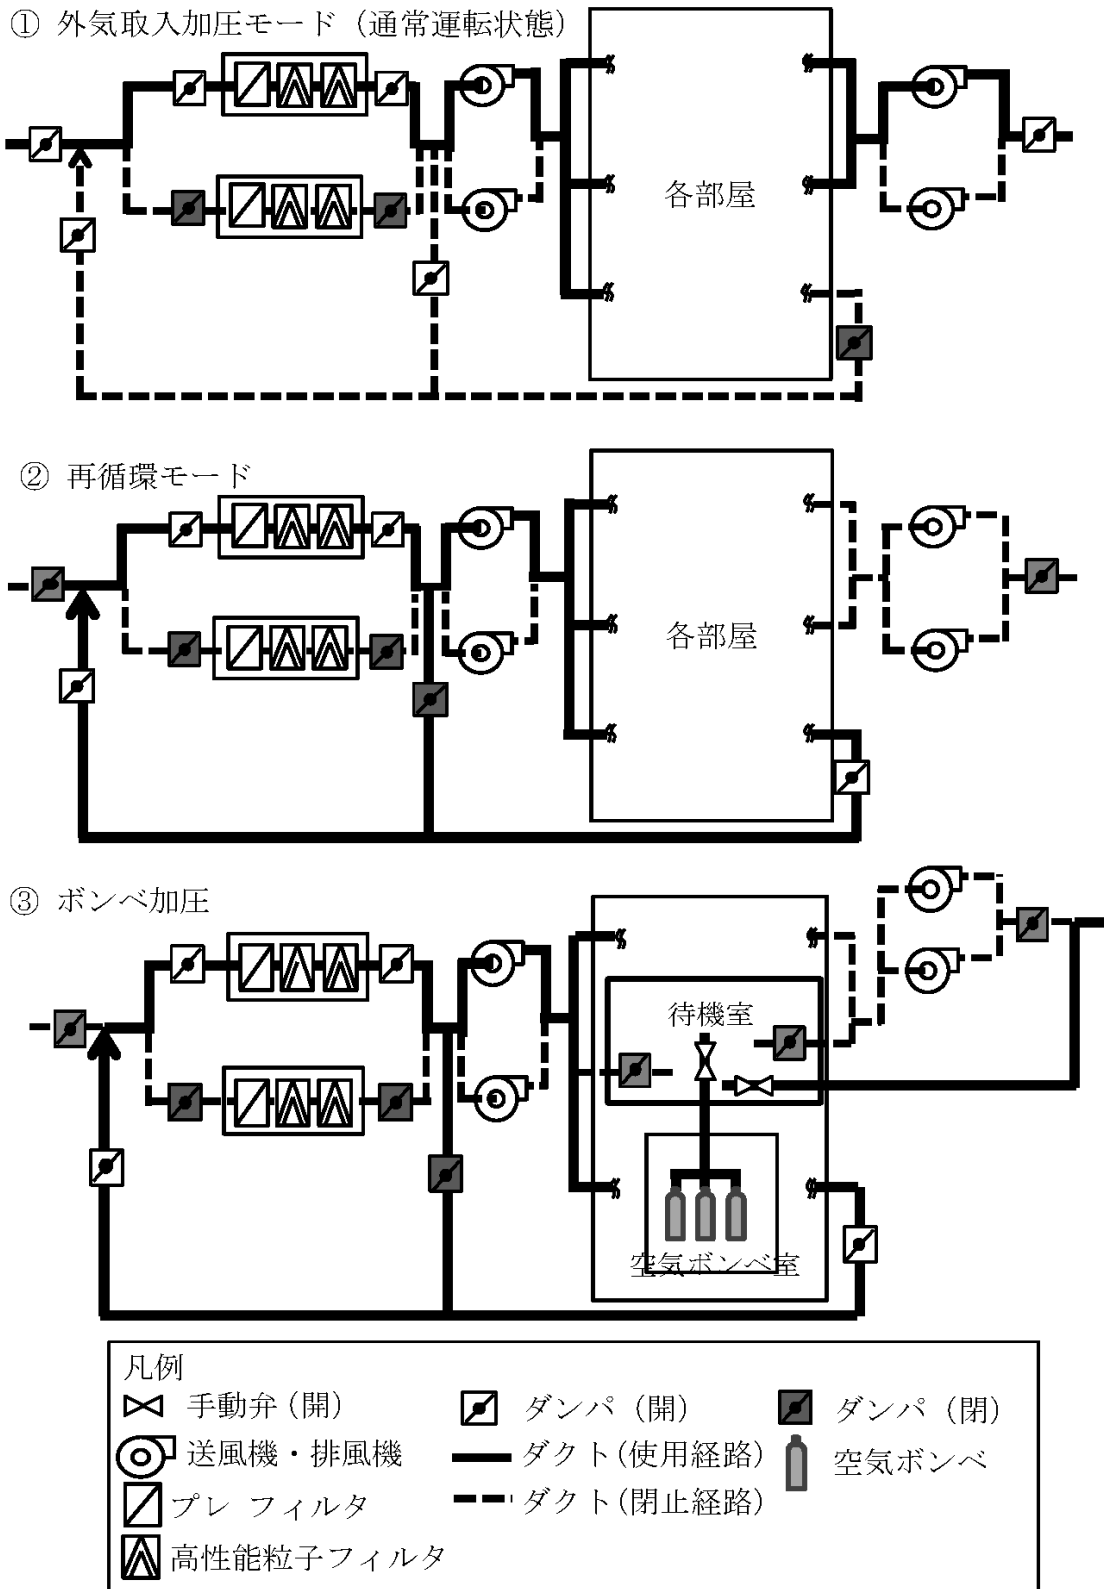 ① 外気取入加圧モード（通常運転状態）
各部屋
② 再循環モード
各部屋
③ ボンベ加圧
待機室
空気ボンベ室
凡例
手動弁（開）
ダンパ（開）
ダンパ（閉）
送風機・排風機
ダクト（使用経路）
空気ボンベ
プレ フィルタ
ダクト（閉止経路）
高性能粒子フィルタ